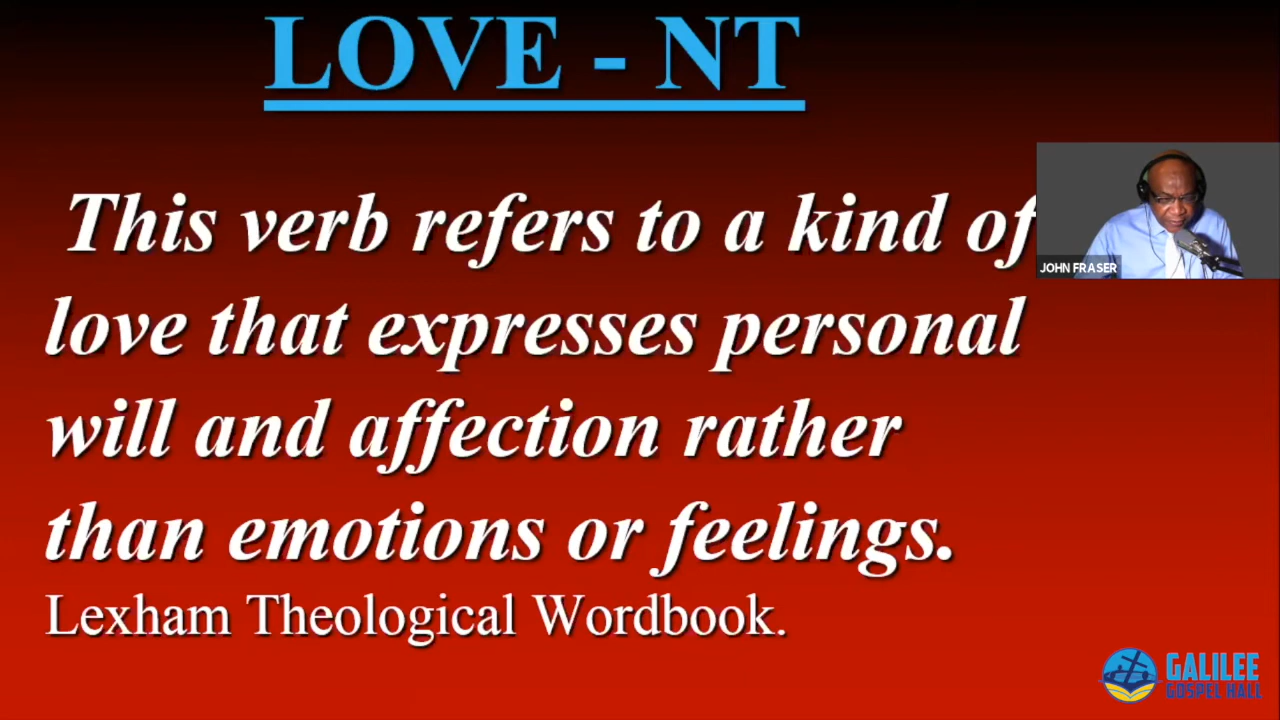 LOVE - NT
This verb refers to a kind of
love that expresses personal
will and affection rather
than emotions or feelings.
Lexham Theological Wordbook.
JOHN FRASER
GALILEE
GOSPEL HALL